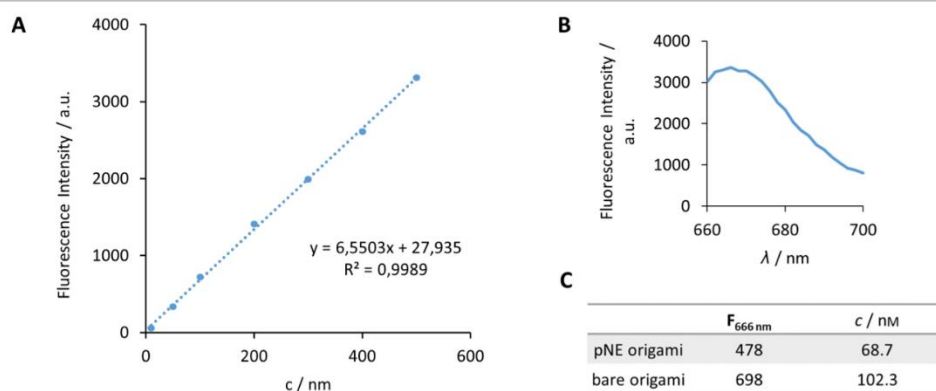 A
4000
3000
2000
1000
0
Fluorescence Intensity / a.u.
y = 6,5503x + 27,935
R² = 0,9989
0 200 400 600
c / nm
B
4000
3000
2000
1000
0
Fluorescence Intensity /
a.u.
660 680 700
λ / nm
C
F666 nm c / nM
pNE origami 478 68.7
bare origami 698 102.3